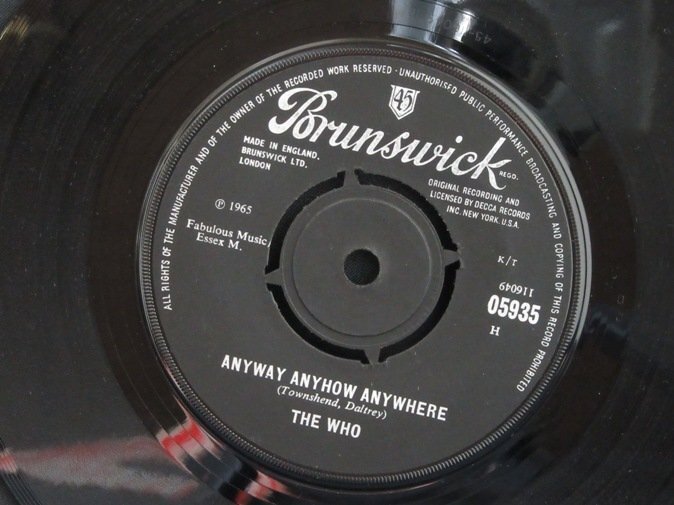 ALL RIGHTS OF THE MANUFACTURER AND OF THE OWNER OF THE RECORDED WORK RESERVED · UNAUTHORISED PUBLIC PERFORMANCE BROADCASTING AND COPYING OF THIS RECORD PROHIBITED
45
Brunswick
REGD.
MADE IN ENGLAND.
BRUNSWICK LTD.
LONDON
ORIGINAL RECORDING AND
LICENSED BY DECCA RECORDS
INC. NEW YORK. U.S.A.
℗ 1965
Fabulous Music,
Essex M.
K/T
116049
05935
H
ANYWAY ANYHOW ANYWHERE
(Townshend, Daltrey)
THE WHO